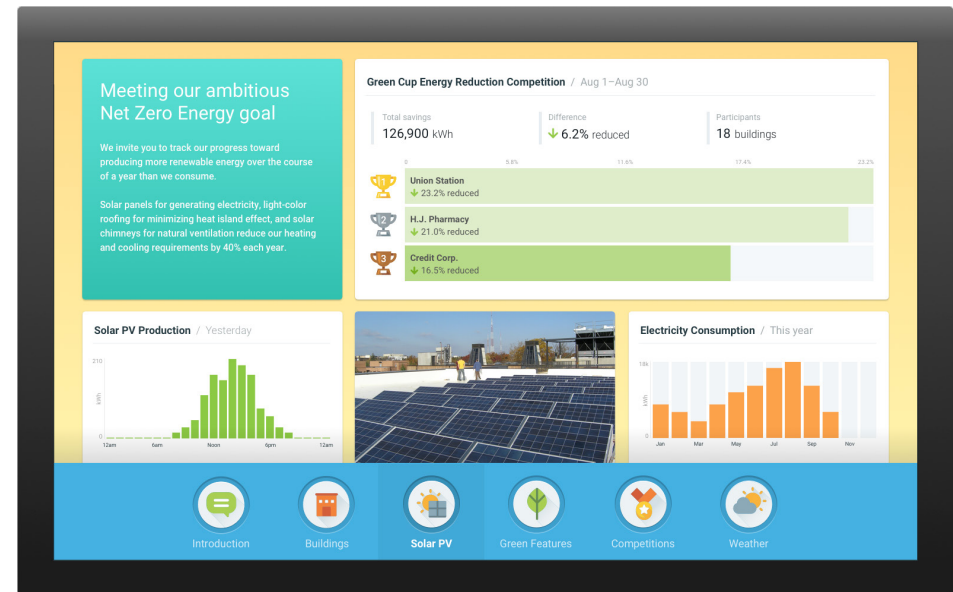 Meeting our ambitious
Net Zero Energy goal
We invite you to track our progress toward
producing more renewable energy over the course
of a year than we consume.
Solar panels for generating electricity, light-color
roofing for minimizing heat island effect, and solar
chimneys for natural ventilation reduce our heating
and cooling requirements by 40% each year.
Green Cup Energy Reduction Competition / Aug 1–Aug 30
Total savings
126,900 kWh
Difference
6.2% reduced
Participants
18 buildings
0 5.8% 11.6% 17.4% 23.2%
1
Union Station
23.2% reduced
2
H.J. Pharmacy
21.0% reduced
3
Credit Corp.
16.5% reduced
Solar PV Production / Yesterday
210
kWh
0
12am 6am Noon 6pm 12am
Electricity Consumption / This year
18k
kWh
0
Jan Mar May Jul Sep Nov
Introduction
Buildings
Solar PV
Green Features
Competitions
Weather